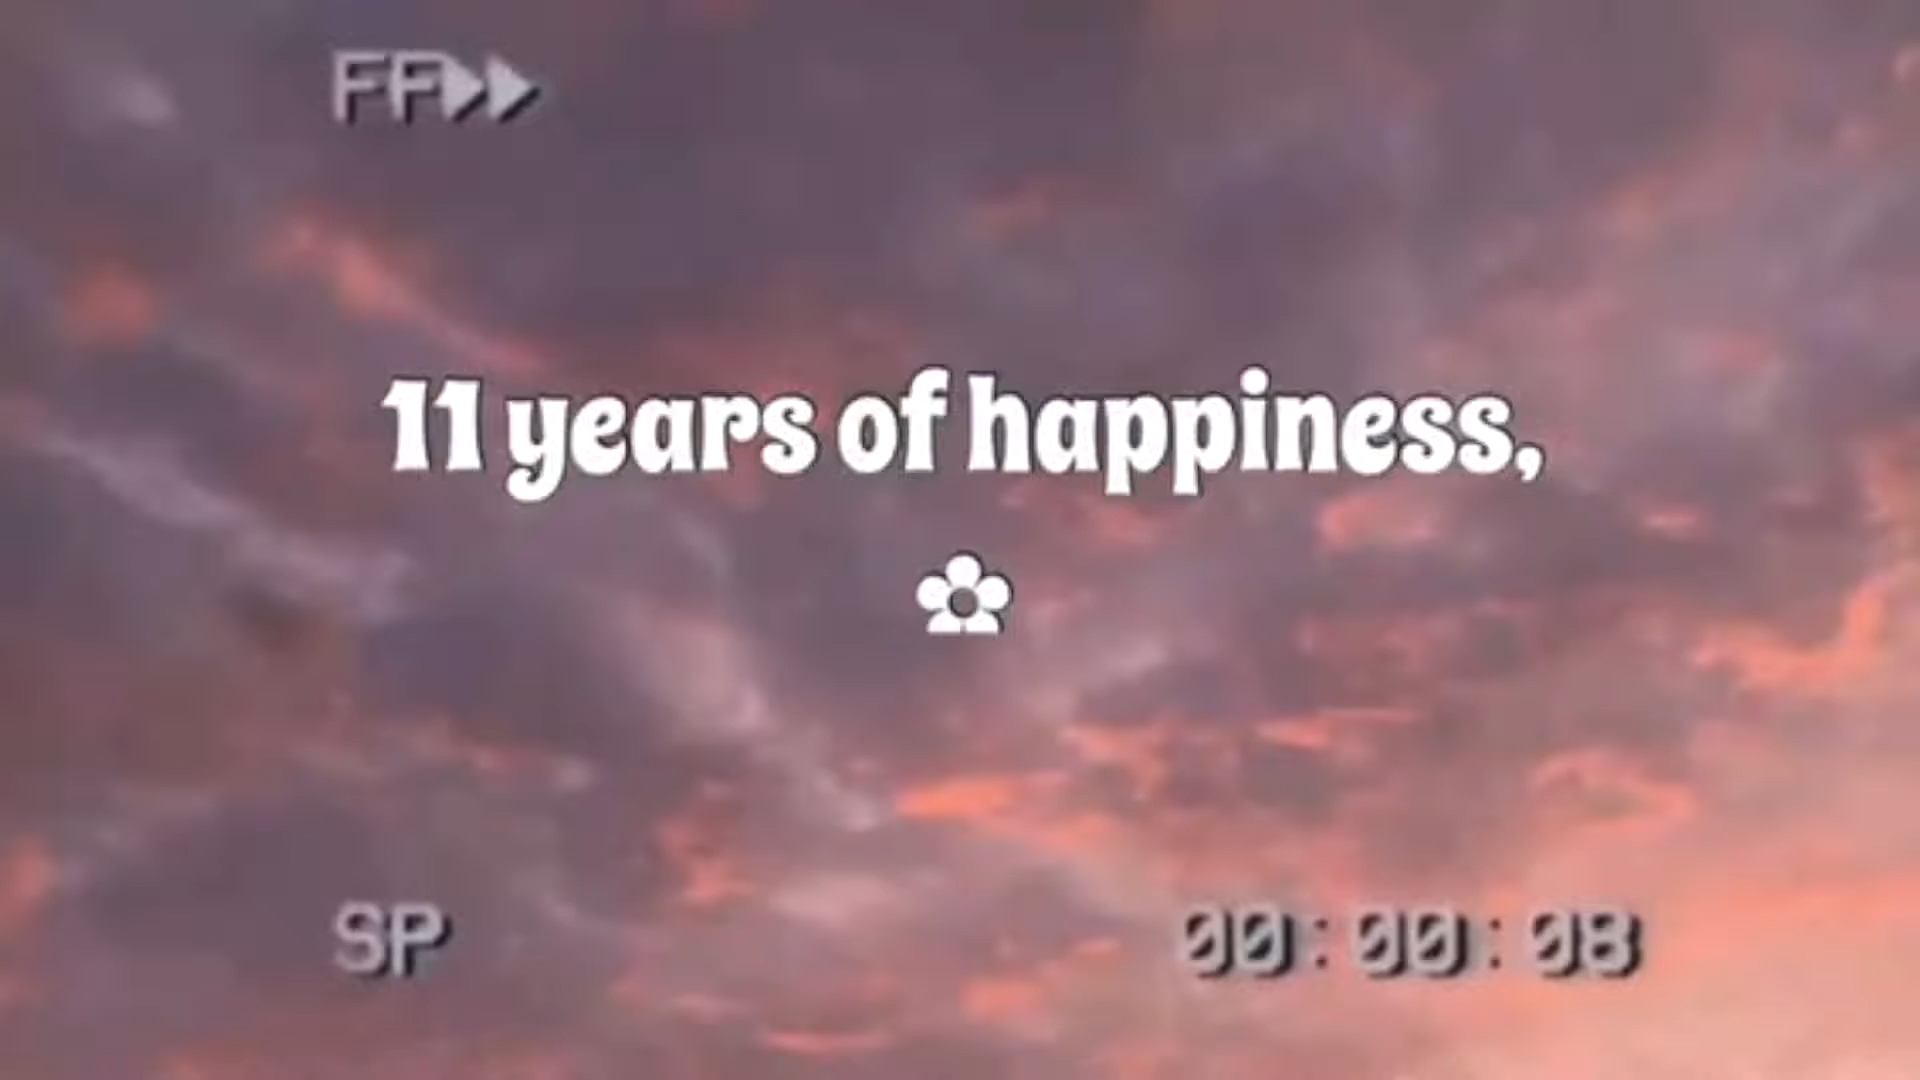 FF▶▶
11 years of happiness,
✿
SP
00:00:08